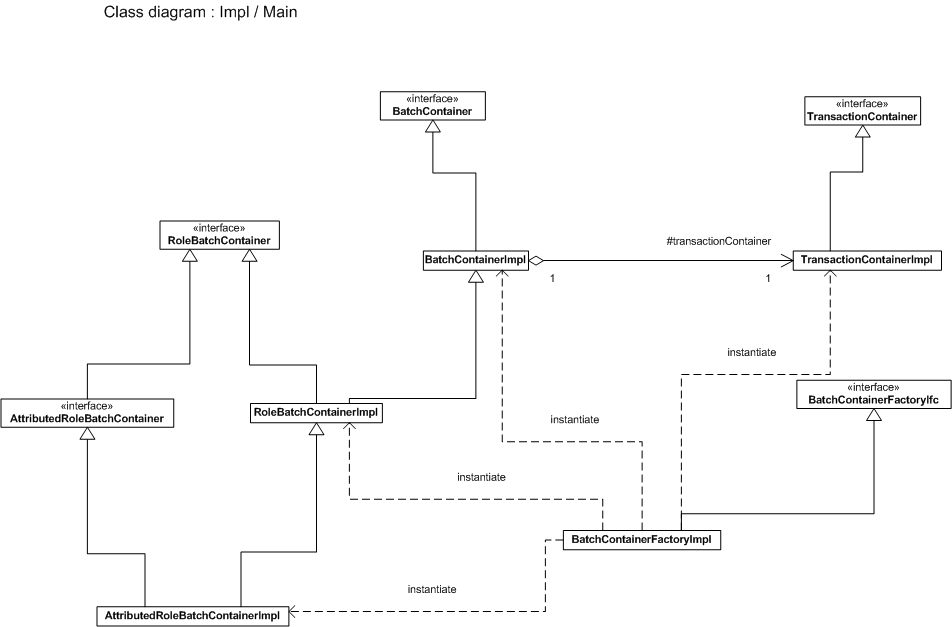 Class diagram : Impl / Main
«interface»
BatchContainer
«interface»
TransactionContainer
«interface»
RoleBatchContainer
#transactionContainer
BatchContainerImpl
TransactionContainerImpl
1
1
instantiate
«interface»
BatchContainerFactoryIfc
«interface»
AttributedRoleBatchContainer
RoleBatchContainerImpl
instantiate
instantiate
BatchContainerFactoryImpl
instantiate
AttributedRoleBatchContainerImpl